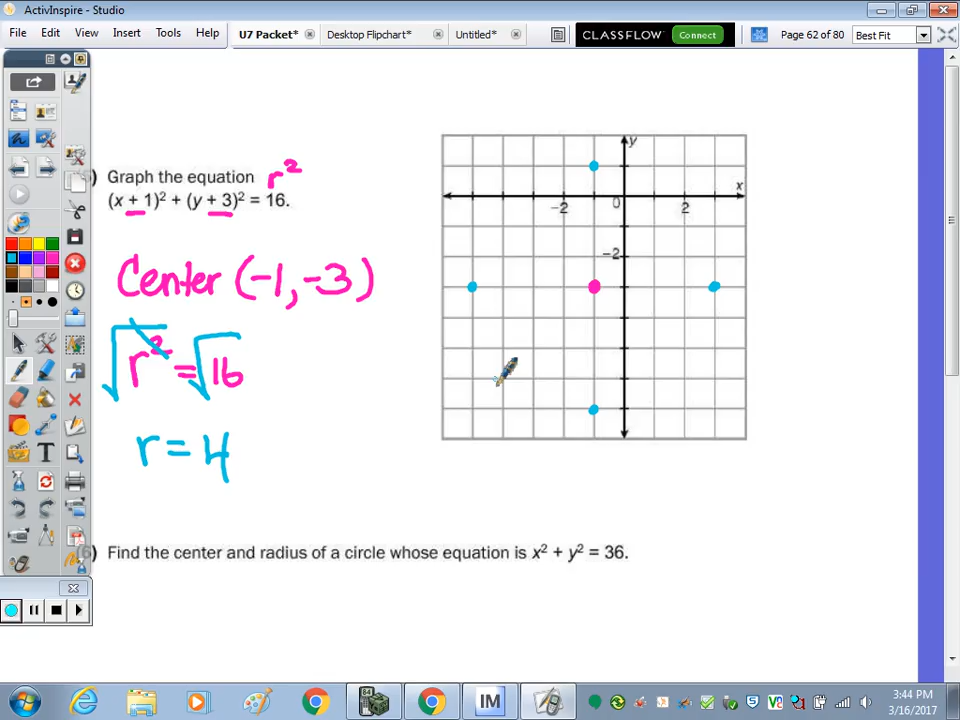 ActivInspire - Studio
File Edit View Insert Tools Help U7 Packet* Desktop Flipchart* Untitled* CLASSFLOW Connect Page 62 of 80 Best Fit
) Graph the equation r²
(x + 1)² + (y + 3)² = 16.
Center (-1, -3)
√r² = √16
r = 4
y
x
−2 0 2
−2
6) Find the center and radius of a circle whose equation is x² + y² = 36.
84
IM
3:44 PM
3/16/2017